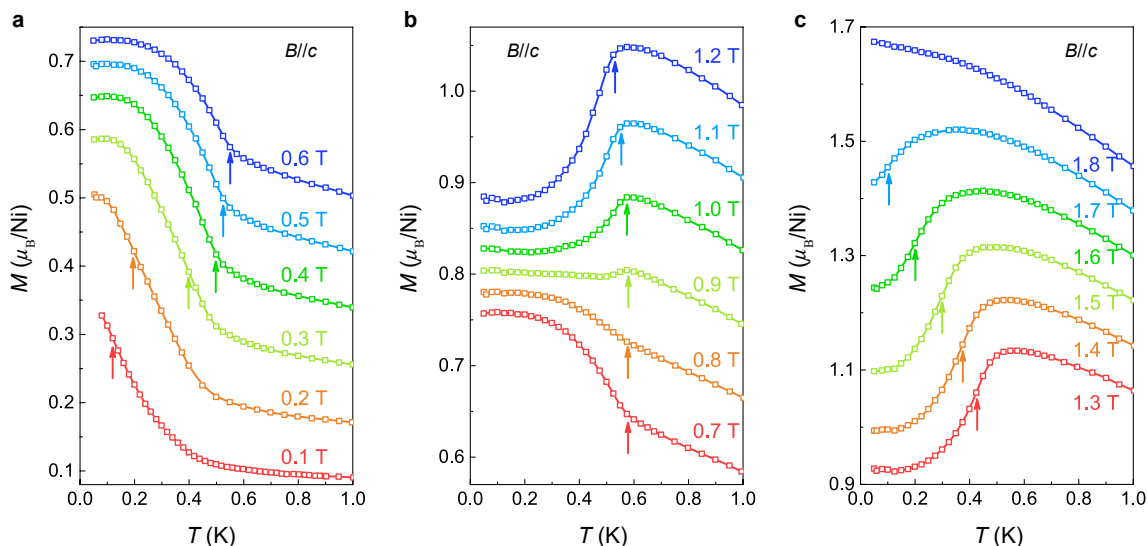 a
B//c
M (μB/Ni)
0.7
0.6
0.5
0.4
0.3
0.2
0.1
0.6 T
0.5 T
0.4 T
0.3 T
0.2 T
0.1 T
0.0 0.2 0.4 0.6 0.8 1.0
T (K)
b
B//c
M (μB/Ni)
1.0
0.9
0.8
0.7
0.6
1.2 T
1.1 T
1.0 T
0.9 T
0.8 T
0.7 T
0.0 0.2 0.4 0.6 0.8 1.0
T (K)
c
B//c
M (μB/Ni)
1.7
1.5
1.3
1.1
0.9
1.8 T
1.7 T
1.6 T
1.5 T
1.4 T
1.3 T
0.0 0.2 0.4 0.6 0.8 1.0
T (K)